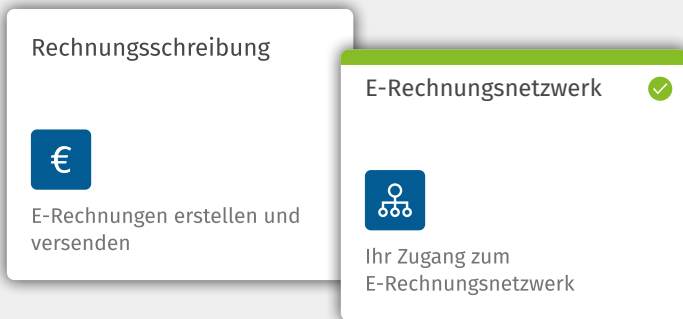 Rechnungsschreibung
€
E-Rechnungen erstellen und
versenden
E-Rechnungsnetzwerk
Ihr Zugang zum
E-Rechnungsnetzwerk